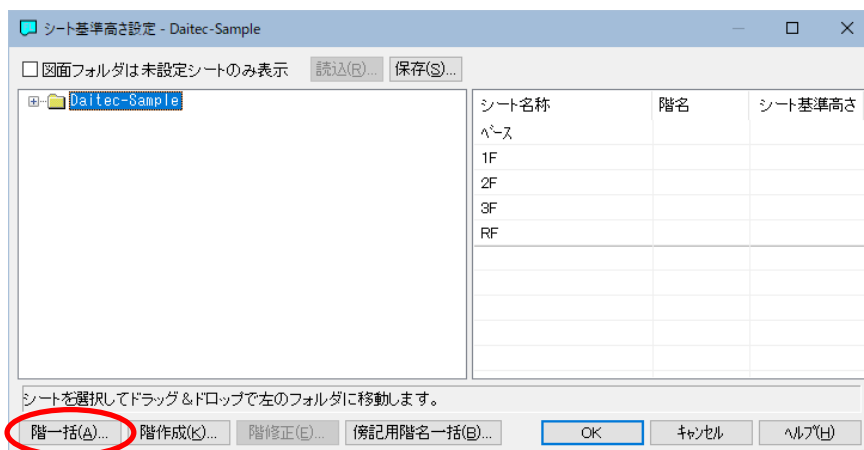 シート基準高さ設定 - Daitec-Sample
図面フォルダは未設定シートのみ表示 読込(R)... 保存(S)...
Daitec-Sample
シート名称 階名 シート基準高さ
ﾍﾞｰｽ
1F
2F
3F
RF
シートを選択してドラッグ&ドロップで左のフォルダに移動します。
階一括(A)... 階作成(K)... 階修正(E)... 傍記用階名一括(B)... OK ｷｬﾝｾﾙ ﾍﾙﾌﾟ(H)